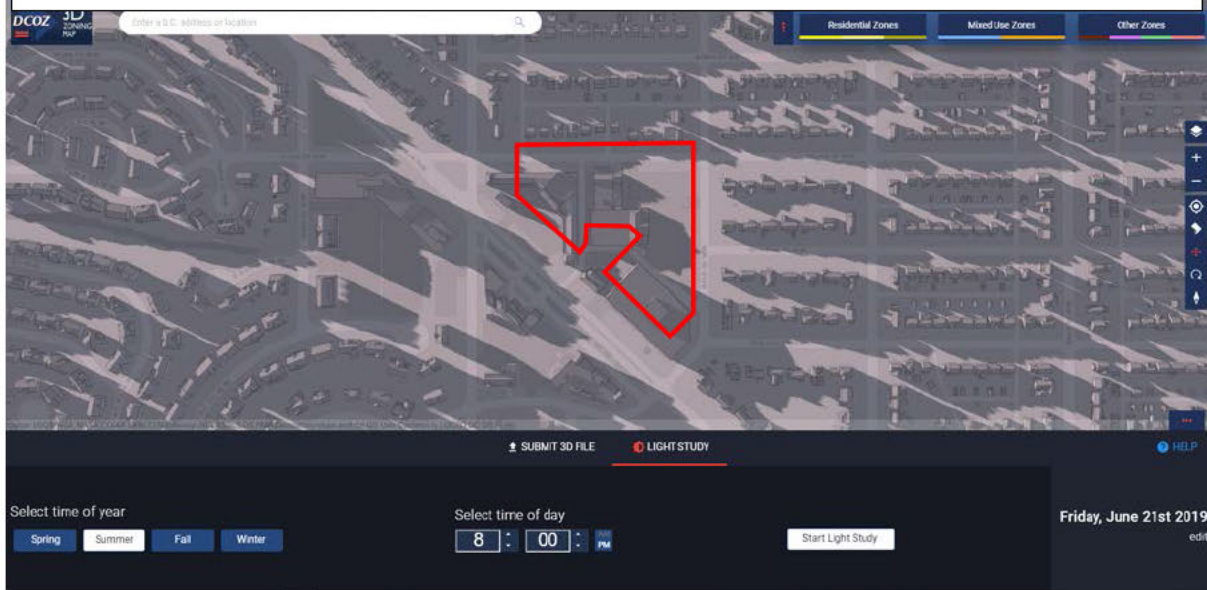 DCOZ
3D
ZONING
MAP
Enter a D.C. address or location
Residential Zones
Mixed Use Zones
Other Zones
SUBMIT 3D FILE
LIGHT STUDY
HELP
Select time of year
Spring
Summer
Fall
Winter
Select time of day
8
00
PM
Start Light Study
Friday, June 21st 2019
edit